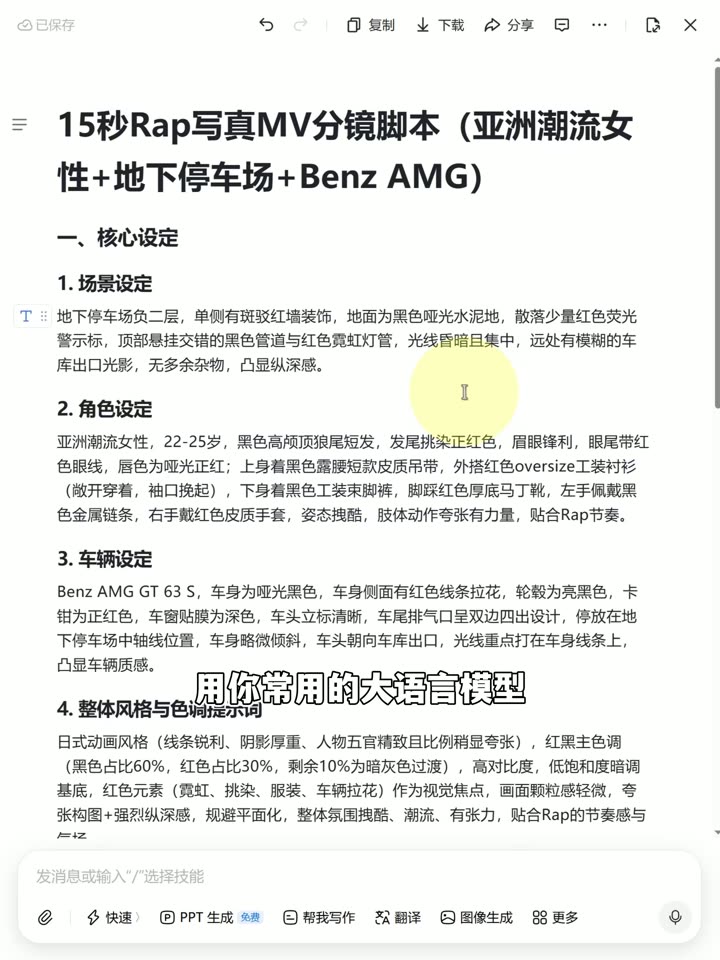 已保存
复制
下载
分享
15秒Rap写真MV分镜脚本（亚洲潮流女
性+地下停车场+Benz AMG）
一、核心设定
1. 场景设定
地下停车场负二层，单侧有斑驳红墙装饰，地面为黑色哑光水泥地，散落少量红色荧光
警示标，顶部悬挂交错的黑色管道与红色霓虹灯管，光线昏暗且集中，远处有模糊的车
库出口光影，无多余杂物，凸显纵深感。
2. 角色设定
亚洲潮流女性，22-25岁，黑色高颅顶狼尾短发，发尾挑染正红色，眉眼锋利，眼尾带红
色眼线，唇色为哑光正红；上身着黑色露腰短款皮质吊带，外搭红色oversize工装衬衫
（敞开穿着，袖口挽起），下身着黑色工装束脚裤，脚踩红色厚底马丁靴，左手佩戴黑
色金属链条，右手戴红色皮质手套，姿态拽酷，肢体动作夸张有力量，贴合Rap节奏。
3. 车辆设定
Benz AMG GT 63 S，车身为哑光黑色，车身侧面有红色线条拉花，轮毂为亮黑色，卡
钳为正红色，车窗贴膜为深色，车头立标清晰，车尾排气口呈双边四出设计，停放在地
下停车场中轴线位置，车身略微倾斜，车头朝向车库出口，光线重点打在车身线条上，
凸显车辆质感。
用你常用的大语言模型
4. 整体风格与色调提示词
日式动画风格（线条锐利、阴影厚重、人物五官精致且比例稍显夸张），红黑主色调
（黑色占比60%，红色占比30%，剩余10%为暗灰色过渡），高对比度，低饱和度暗调
基底，红色元素（霓虹、挑染、服装、车辆拉花）作为视觉焦点，画面颗粒感轻微，夸
张构图+强烈纵深感，规避平面化，整体氛围拽酷、潮流、有张力，贴合Rap的节奏感与
发消息或输入“/”选择技能
快速
PPT 生成 免费
帮我写作
翻译
图像生成
更多